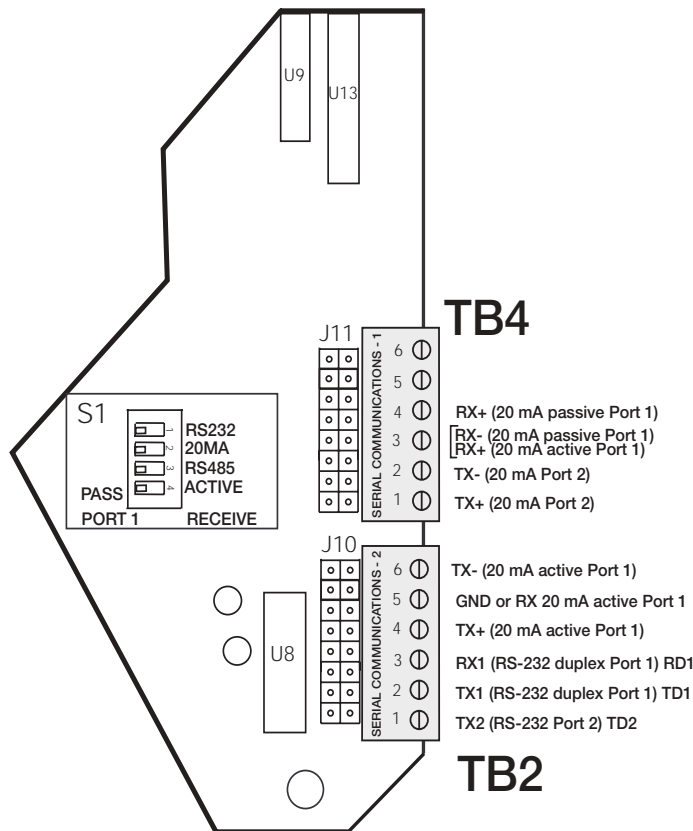 U9
U13
TB4
J11
SERIAL COMMUNICATIONS - 1
6
5
4 RX+ (20 mA passive Port 1)
3 RX- (20 mA passive Port 1)
RX+ (20 mA active Port 1)
2 TX- (20 mA Port 2)
1 TX+ (20 mA Port 2)
S1
1 RS232
2 20MA
3 RS485
PASS 4 ACTIVE
PORT 1 RECEIVE
J10
SERIAL COMMUNICATIONS - 2
6 TX- (20 mA active Port 1)
5 GND or RX 20 mA active Port 1
4 TX+ (20 mA active Port 1)
3 RX1 (RS-232 duplex Port 1) RD1
2 TX1 (RS-232 duplex Port 1) TD1
1 TX2 (RS-232 Port 2) TD2
U8
TB2